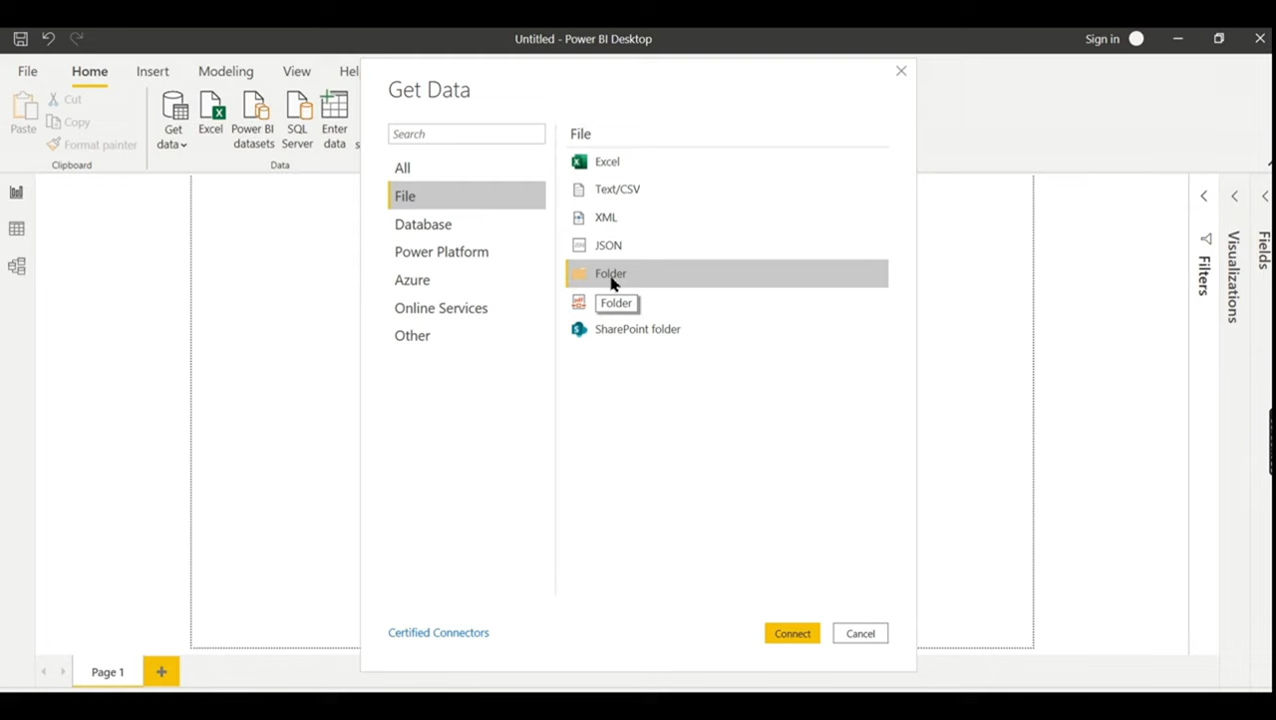 Untitled - Power BI Desktop
Sign in
File
Home
Insert
Modeling
View
Paste
Cut
Copy
Format painter
Clipboard
Get data
Excel
Power BI datasets
SQL Server
Enter data
Data
Get Data
Search
All
File
Database
Power Platform
Azure
Online Services
Other
File
Excel
Text/CSV
XML
JSON
Folder
Folder
SharePoint folder
Certified Connectors
Connect
Cancel
Filters
Visualizations
Fields
Page 1